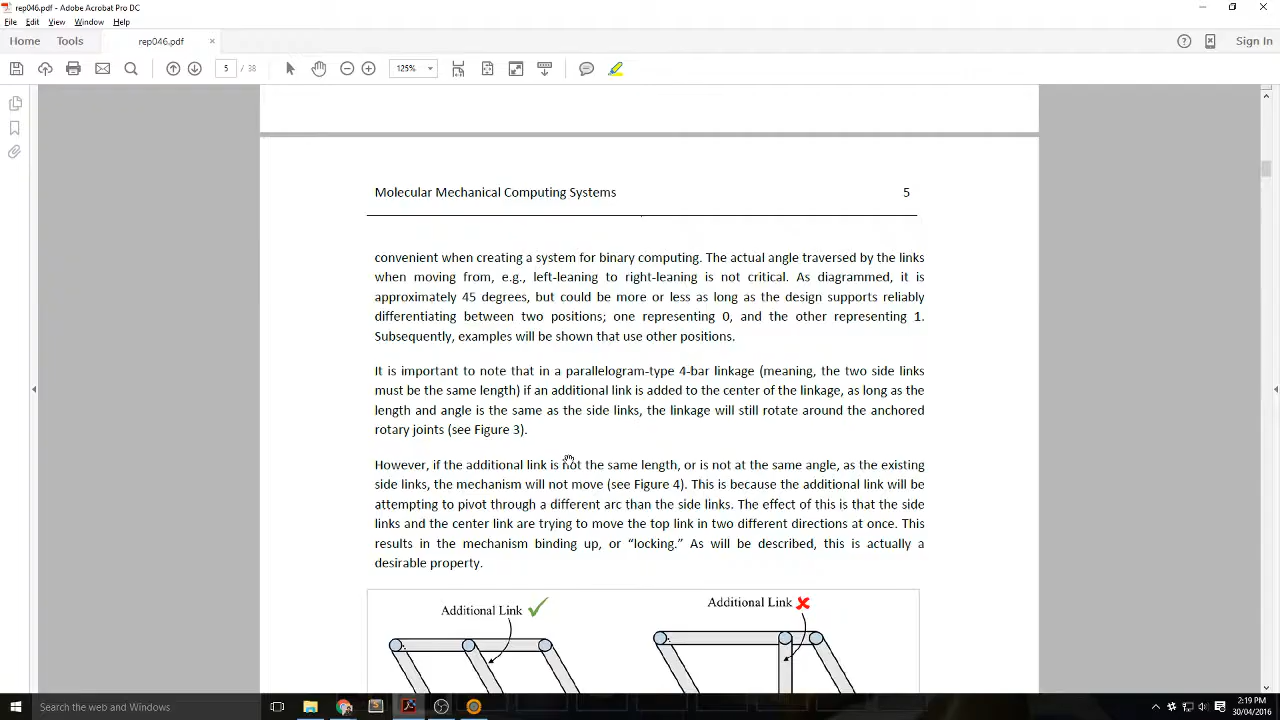 rep046.pdf - Adobe Acrobat Pro DC
File Edit View Window Help
Home Tools rep046.pdf × Sign In
5 / 38 125%
Molecular Mechanical Computing Systems 5
convenient when creating a system for binary computing. The actual angle traversed by the links
when moving from, e.g., left-leaning to right-leaning is not critical. As diagrammed, it is
approximately 45 degrees, but could be more or less as long as the design supports reliably
differentiating between two positions; one representing 0, and the other representing 1.
Subsequently, examples will be shown that use other positions.
It is important to note that in a parallelogram-type 4-bar linkage (meaning, the two side links
must be the same length) if an additional link is added to the center of the linkage, as long as the
length and angle is the same as the side links, the linkage will still rotate around the anchored
rotary joints (see Figure 3).
However, if the additional link is not the same length, or is not at the same angle, as the existing
side links, the mechanism will not move (see Figure 4). This is because the additional link will be
attempting to pivot through a different arc than the side links. The effect of this is that the side
links and the center link are trying to move the top link in two different directions at once. This
results in the mechanism binding up, or “locking.” As will be described, this is actually a
desirable property.
Additional Link
Additional Link
Search the web and Windows
2:19 PM
30/04/2016